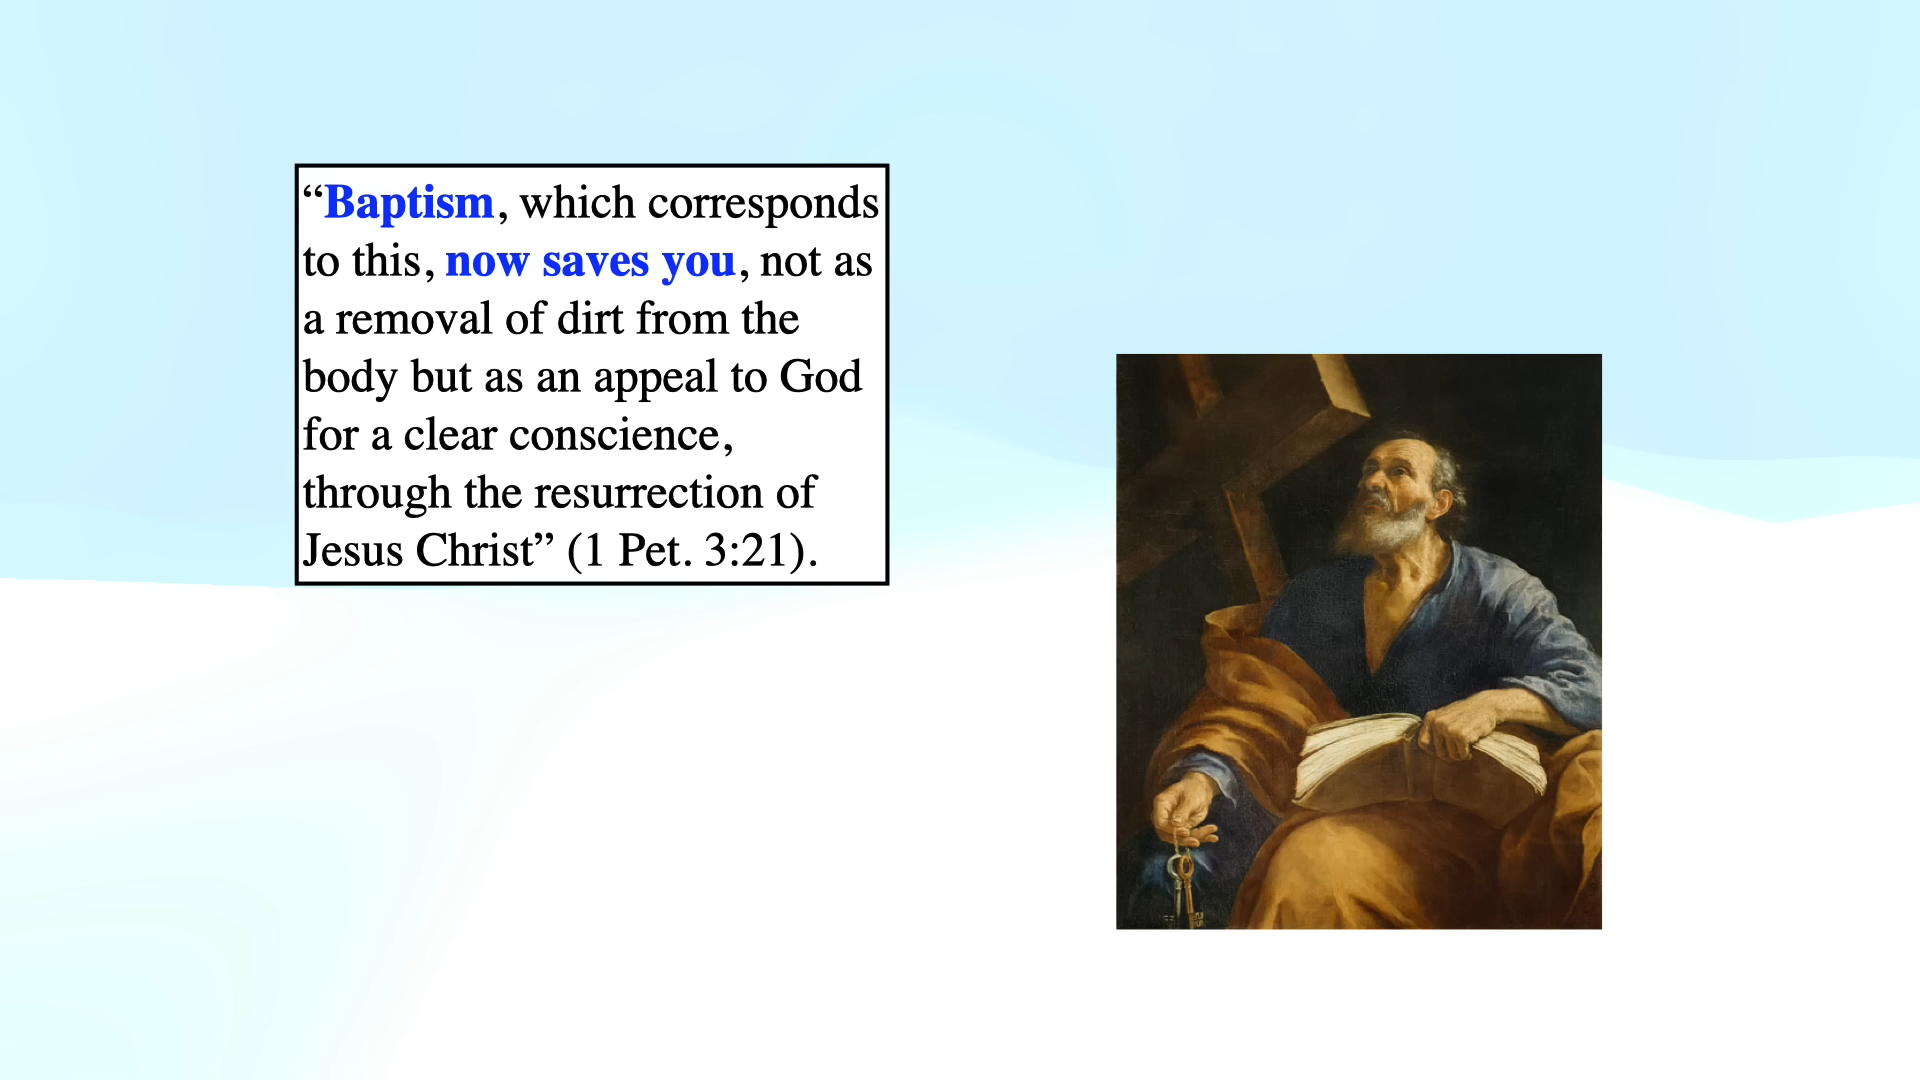 “Baptism, which corresponds
to this, now saves you, not as
a removal of dirt from the
body but as an appeal to God
for a clear conscience,
through the resurrection of
Jesus Christ” (1 Pet. 3:21).